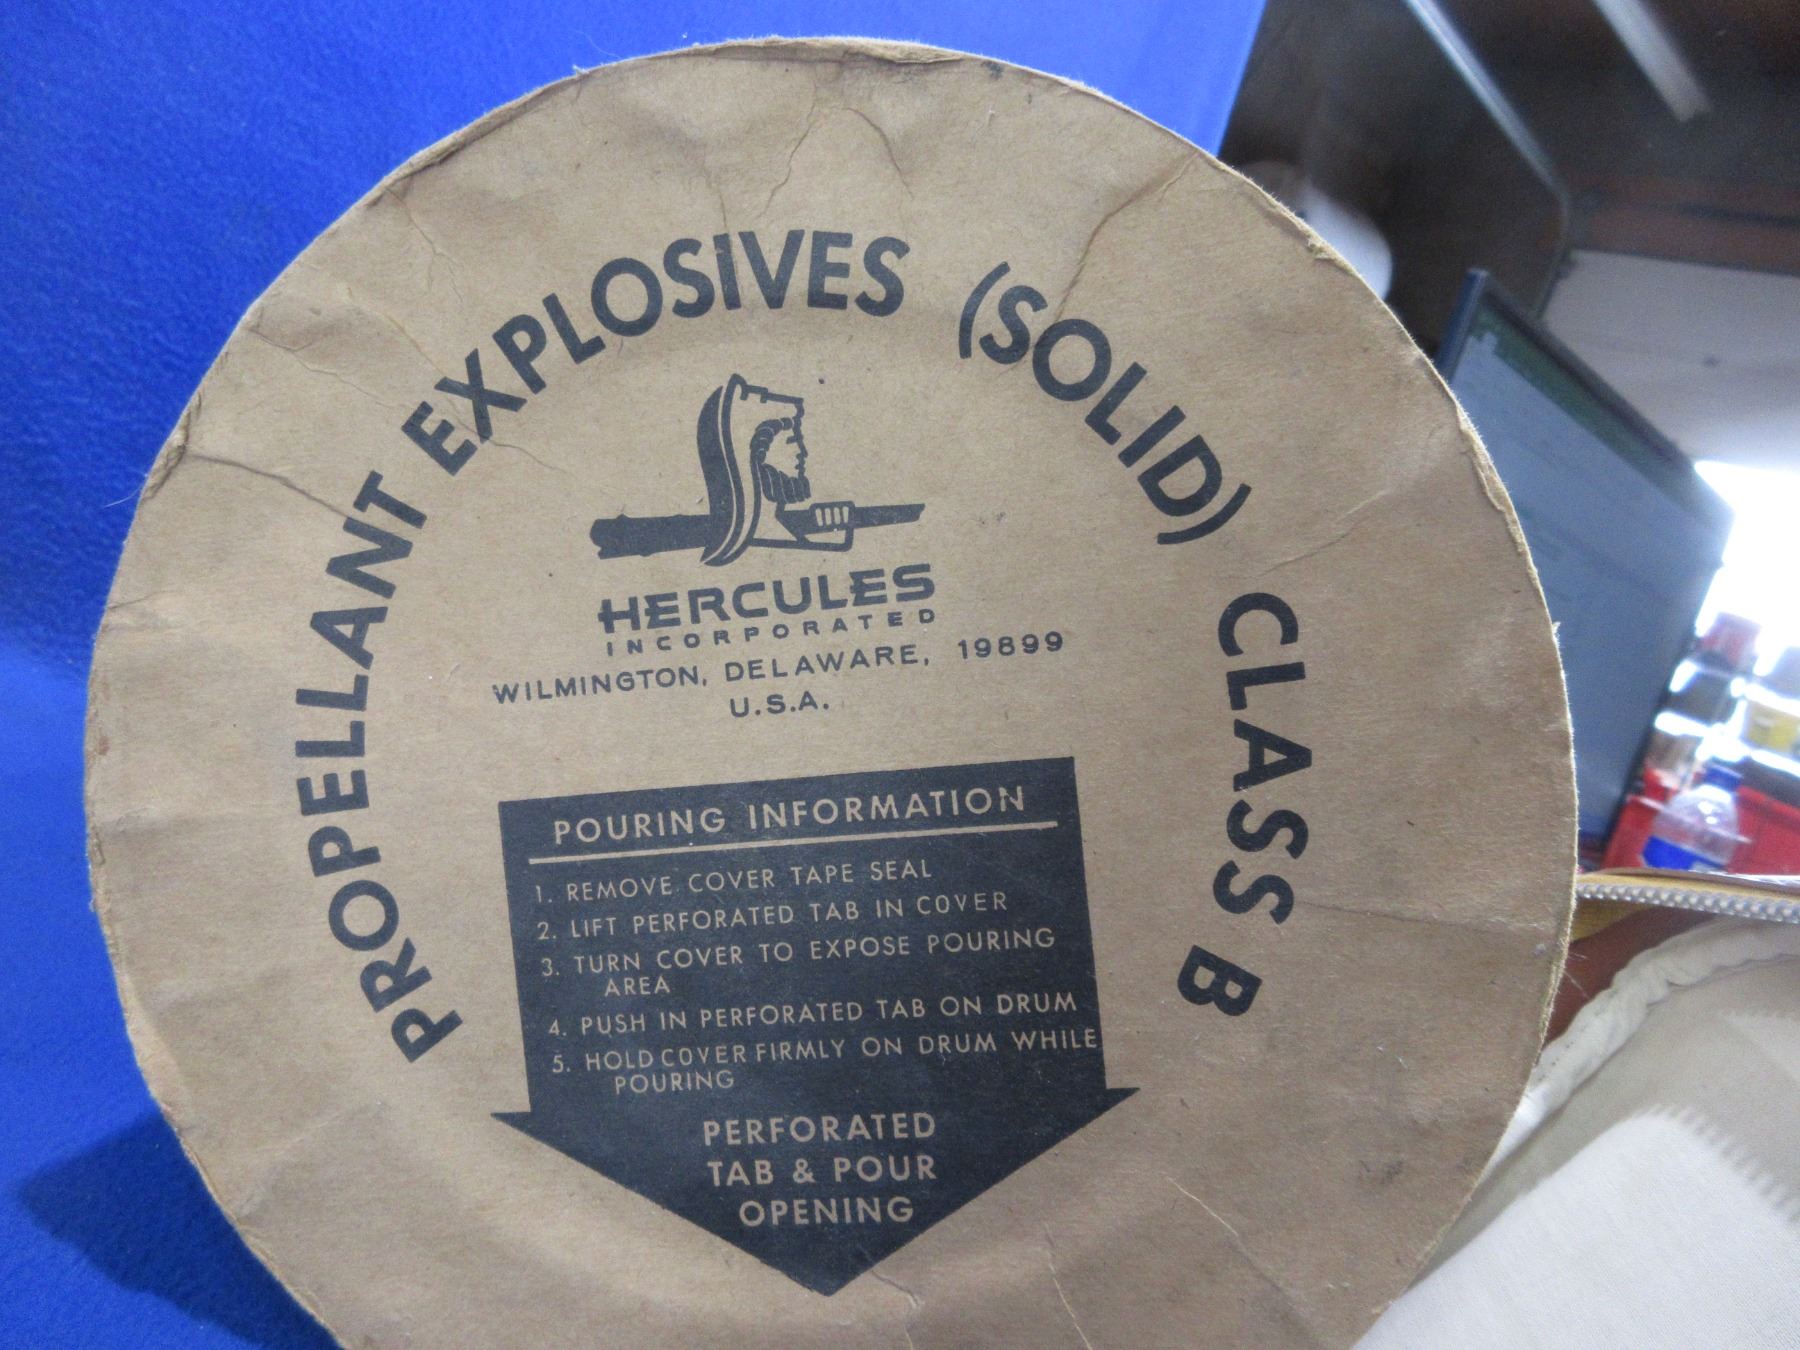 PROPELLANT EXPLOSIVES (SOLID) CLASS B
HERCULES
INCORPORATED
WILMINGTON, DELAWARE, 19899
U.S.A.
POURING INFORMATION
1. REMOVE COVER TAPE SEAL
2. LIFT PERFORATED TAB IN COVER
3. TURN COVER TO EXPOSE POURING
AREA
4. PUSH IN PERFORATED TAB ON DRUM
5. HOLD COVER FIRMLY ON DRUM WHILE
POURING
PERFORATED
TAB & POUR
OPENING